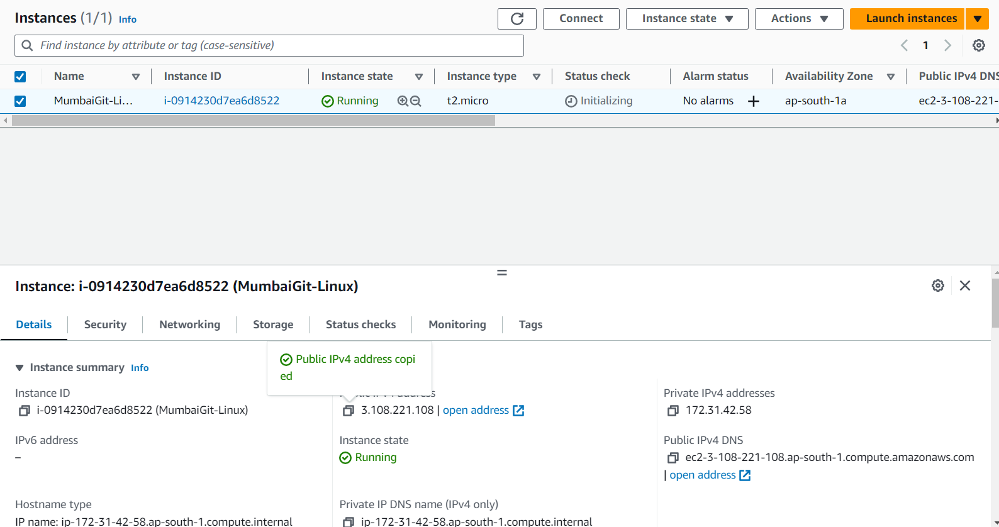 Instances (1/1) Info
Connect
Instance state
Actions
Launch instances
Find instance by attribute or tag (case-sensitive)
1
Name Instance ID Instance state Instance type Status check Alarm status Availability Zone Public IPv4 DNS
MumbaiGit-Li... i-0914230d7ea6d8522 Running t2.micro Initializing No alarms + ap-south-1a ec2-3-108-221-
Instance: i-0914230d7ea6d8522 (MumbaiGit-Linux)
Details Security Networking Storage Status checks Monitoring Tags
Public IPv4 address copi
ed
Instance summary Info
Instance ID
i-0914230d7ea6d8522 (MumbaiGit-Linux)
3.108.221.108 | open address
Private IPv4 addresses
172.31.42.58
IPv6 address
–
Instance state
Running
Public IPv4 DNS
ec2-3-108-221-108.ap-south-1.compute.amazonaws.com
| open address
Hostname type
IP name: ip-172-31-42-58.ap-south-1.compute.internal
Private IP DNS name (IPv4 only)
ip-172-31-42-58.ap-south-1.compute.internal